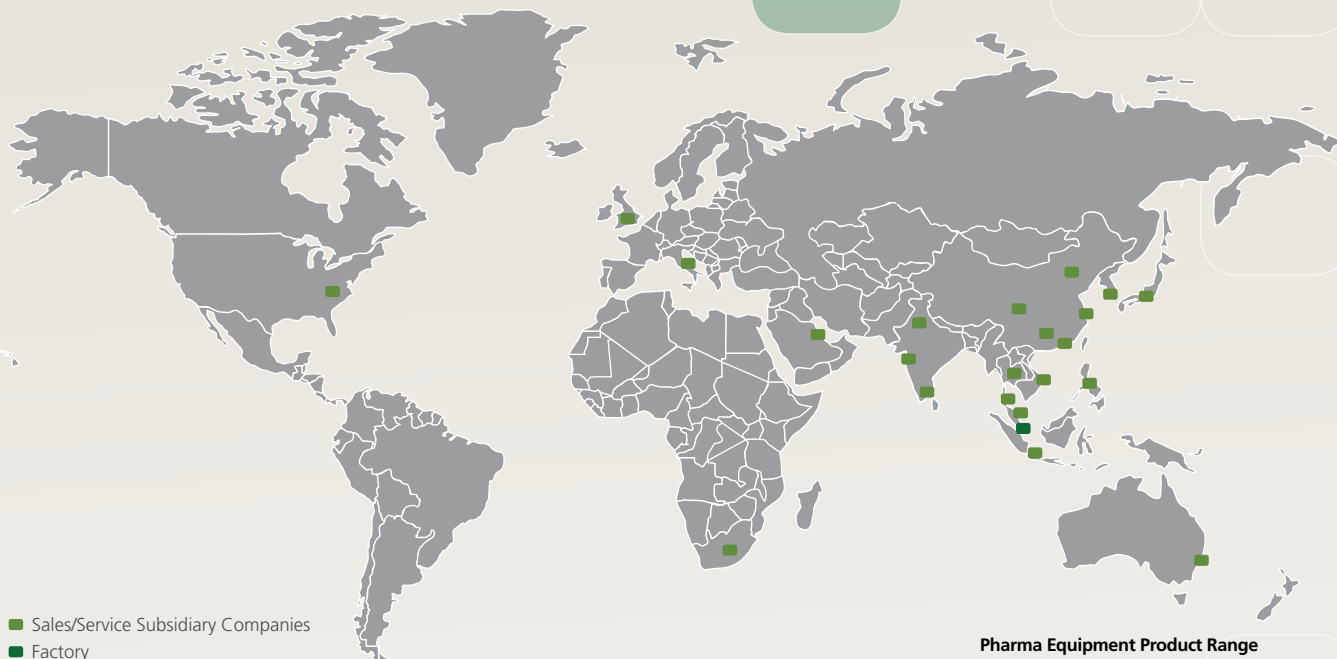 Sales/Service Subsidiary Companies
Factory
Pharma Equipment Product Range